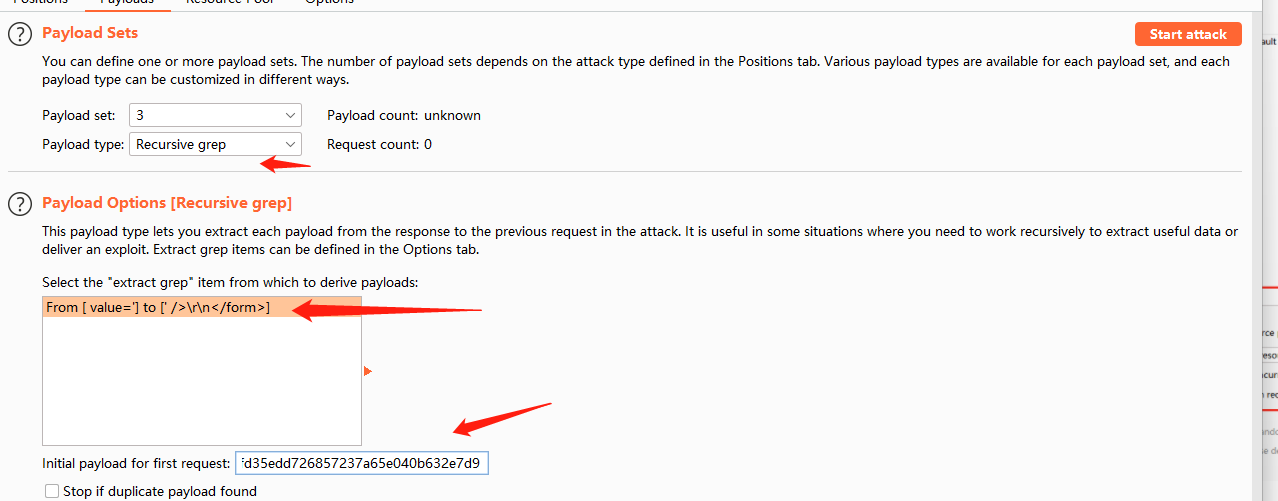 Positions Payloads Resource Pool Options
Payload Sets
Start attack
You can define one or more payload sets. The number of payload sets depends on the attack type defined in the Positions tab. Various payload types are available for each payload set, and each
payload type can be customized in different ways.
Payload set: 3 Payload count: unknown
Payload type: Recursive grep Request count: 0
Payload Options [Recursive grep]
This payload type lets you extract each payload from the response to the previous request in the attack. It is useful in some situations where you need to work recursively to extract useful data or
deliver an exploit. Extract grep items can be defined in the Options tab.
Select the "extract grep" item from which to derive payloads:
From [ value='] to [' />\r\n</form>]
Initial payload for first request: d35edd726857237a65e040b632e7d9
Stop if duplicate payload found